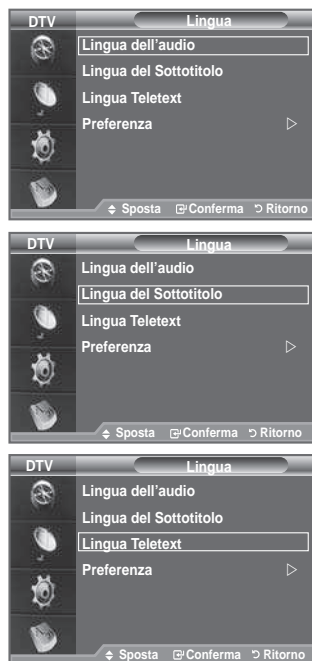 DTV Lingua
Lingua dell'audio
Lingua del Sottotitolo
Lingua Teletext
Preferenza
Sposta Conferma Ritorno
DTV Lingua
Lingua dell'audio
Lingua del Sottotitolo
Lingua Teletext
Preferenza
Sposta Conferma Ritorno
DTV Lingua
Lingua dell'audio
Lingua del Sottotitolo
Lingua Teletext
Preferenza
Sposta Conferma Ritorno